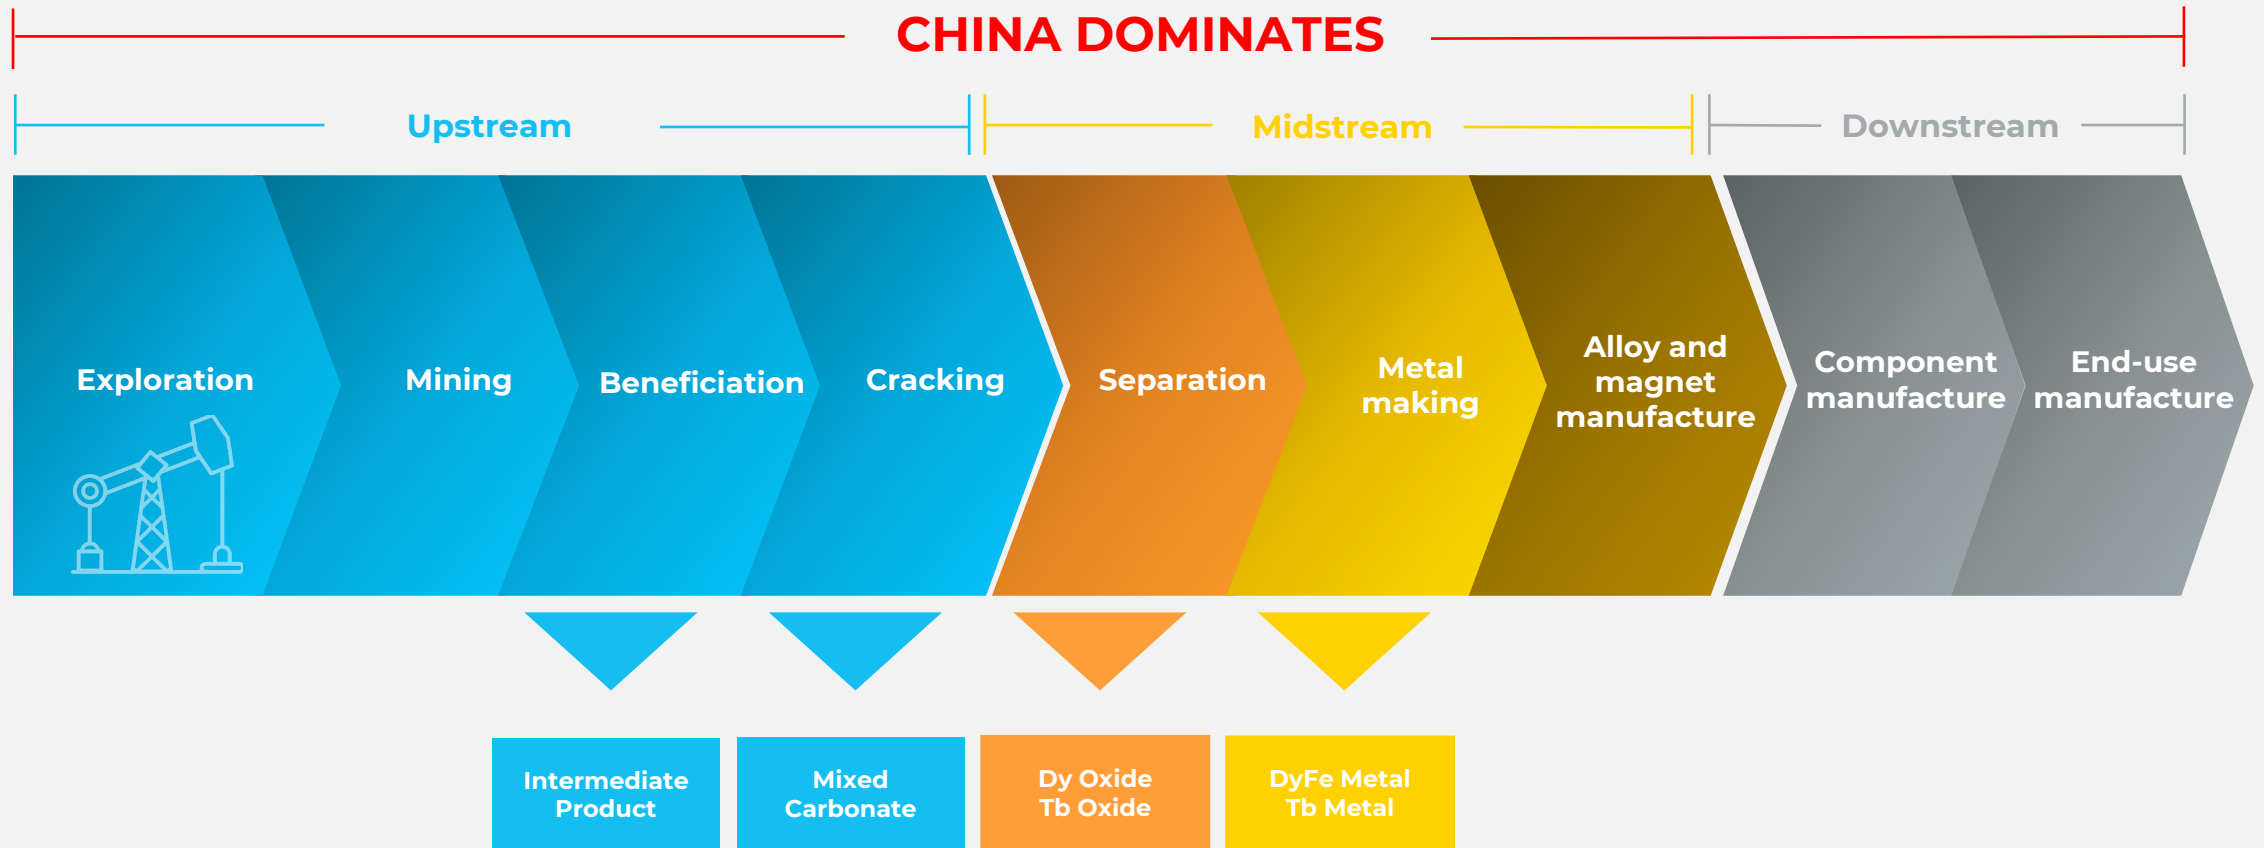 CHINA DOMINATES
Upstream
Midstream
Downstream
Exploration
Mining
Beneficiation
Cracking
Separation
Metal
making
Alloy and
magnet
manufacture
Component
manufacture
End-use
manufacture
Intermediate
Product
Mixed
Carbonate
Dy Oxide
Tb Oxide
DyFe Metal
Tb Metal